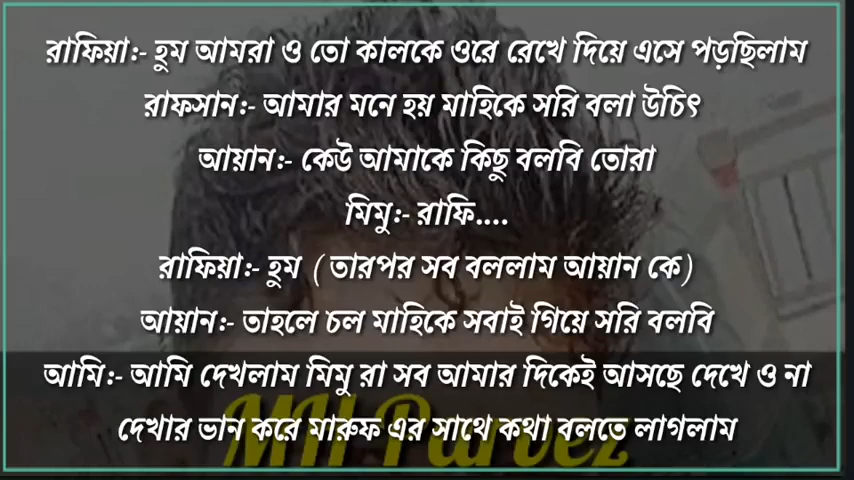 রাফিয়া:- হুম আমরা ও তো কালকে ওরে রেখে দিয়ে এসে পড়ছিলাম
রাফসান:- আমার মনে হয় মাহিকে সরি বলা উচিৎ
আয়ান:- কেউ আমাকে কিছু বলবি তোরা
মিমু:- রাফি....
রাফিয়া:- হুম ( তারপর সব বললাম আয়ান কে)
আয়ান:- তাহলে চল মাহিকে সবাই গিয়ে সরি বলবি
আমি:- আমি দেখলাম মিমু রা সব আমার দিকেই আসছে দেখে ও না
দেখার ভান করে মারুফ এর সাথে কথা বলতে লাগলাম
MH Parvez